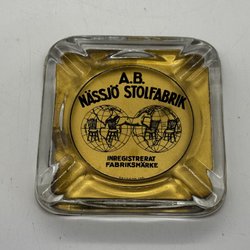 A.B.
NÄSSJÖ STOLFABRIK
INREGISTRERAT
FABRIKSMÄRKE